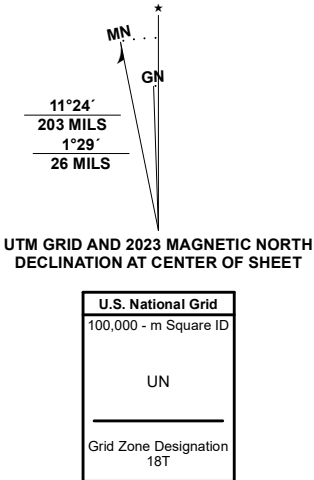 MN
GN
11°24´
203 MILS
1°29´
26 MILS
UTM GRID AND 2023 MAGNETIC NORTH
DECLINATION AT CENTER OF SHEET
U.S. National Grid
100,000 - m Square ID
UN
Grid Zone Designation
18T